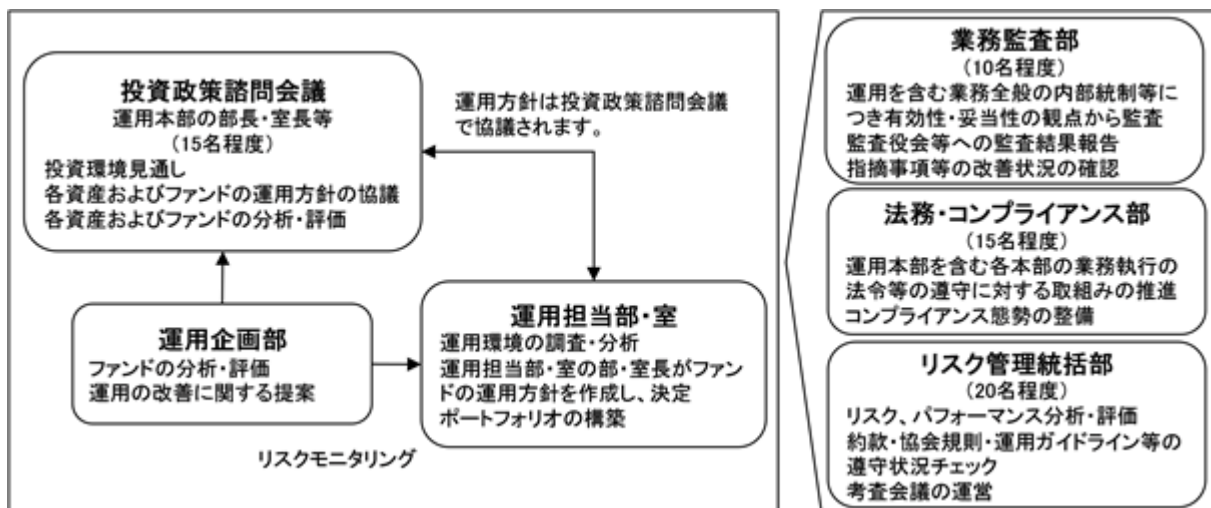 投資政策諮問会議
運用本部の部長・室長等
(15名程度)
投資環境見通し
各資産およびファンドの運用方針の協議
各資産およびファンドの分析・評価
運用方針は投資政策諮問会議
で協議されます。
運用企画部
ファンドの分析・評価
運用の改善に関する提案
運用担当部・室
運用環境の調査・分析
運用担当部・室の部・室長がファン
ドの運用方針を作成し、決定
ポートフォリオの構築
リスクモニタリング
業務監査部
(10名程度)
運用を含む業務全般の内部統制等に
つき有効性・妥当性の観点から監査
監査役会等への監査結果報告
指摘事項等の改善状況の確認
法務・コンプライアンス部
(15名程度)
運用本部を含む各本部の業務執行の
法令等の遵守に対する取組みの推進
コンプライアンス態勢の整備
リスク管理統括部
(20名程度)
リスク、パフォーマンス分析・評価
約款・協会規則・運用ガイドライン等の
遵守状況チェック
考査会議の運営